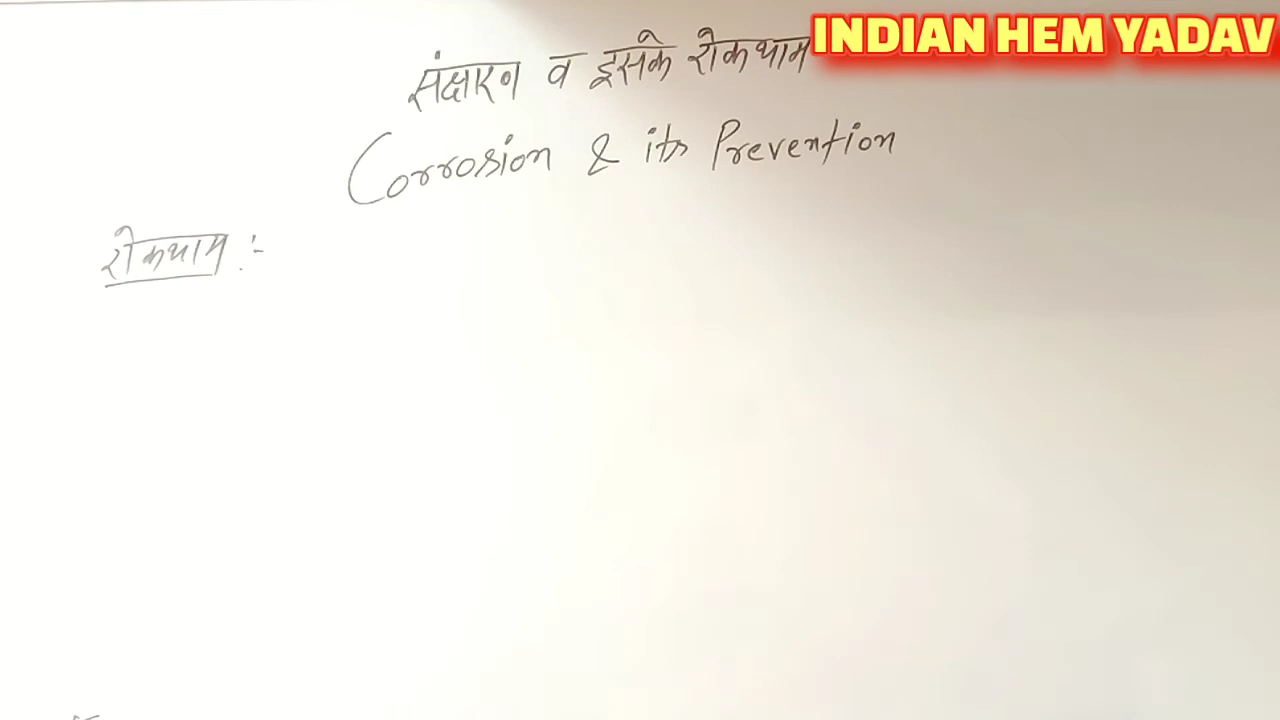 संक्षारण व इसके रोकथाम
INDIAN HEM YADAV
Corrosion & its Prevention
रोकथाम :-